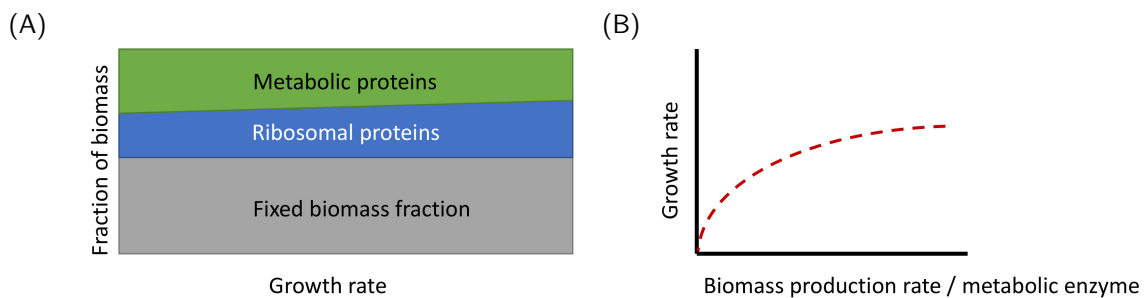 (A)
Fraction of biomass
Metabolic proteins
Ribosomal proteins
Fixed biomass fraction
Growth rate
(B)
Growth rate
Biomass production rate / metabolic enzyme